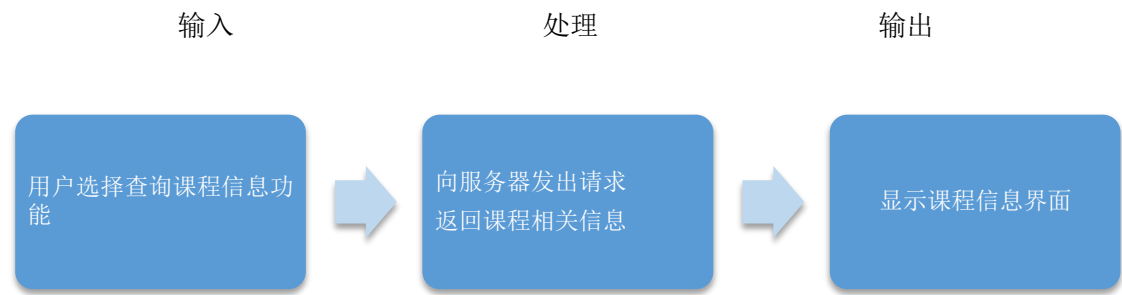 输入
处理
输出
用户选择查询课程信息功
能
向服务器发出请求
返回课程相关信息
显示课程信息界面